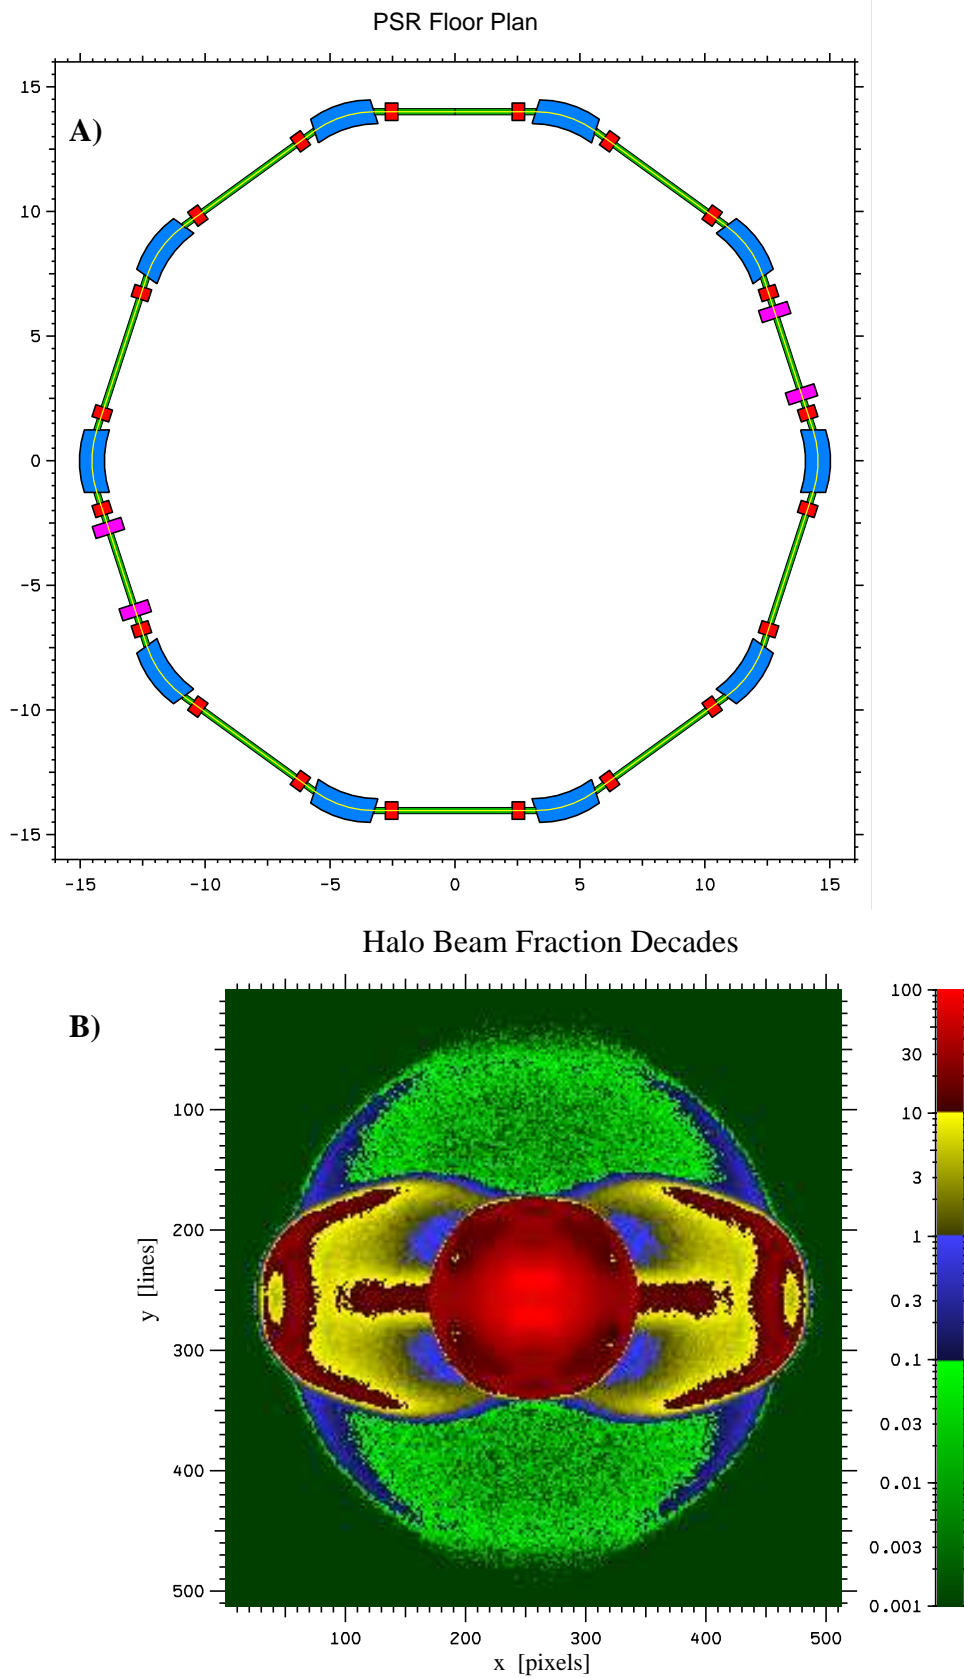 PSR Floor Plan
A)
15
10
5
0
−5
−10
−15
−15 −10 −5 0 5 10 15
Halo Beam Fraction Decades
B)
100
200
300
400
500
y [lines]
100 200 300 400 500
x [pixels]
100
30
10
3
1
0.3
0.1
0.03
0.01
0.003
0.001